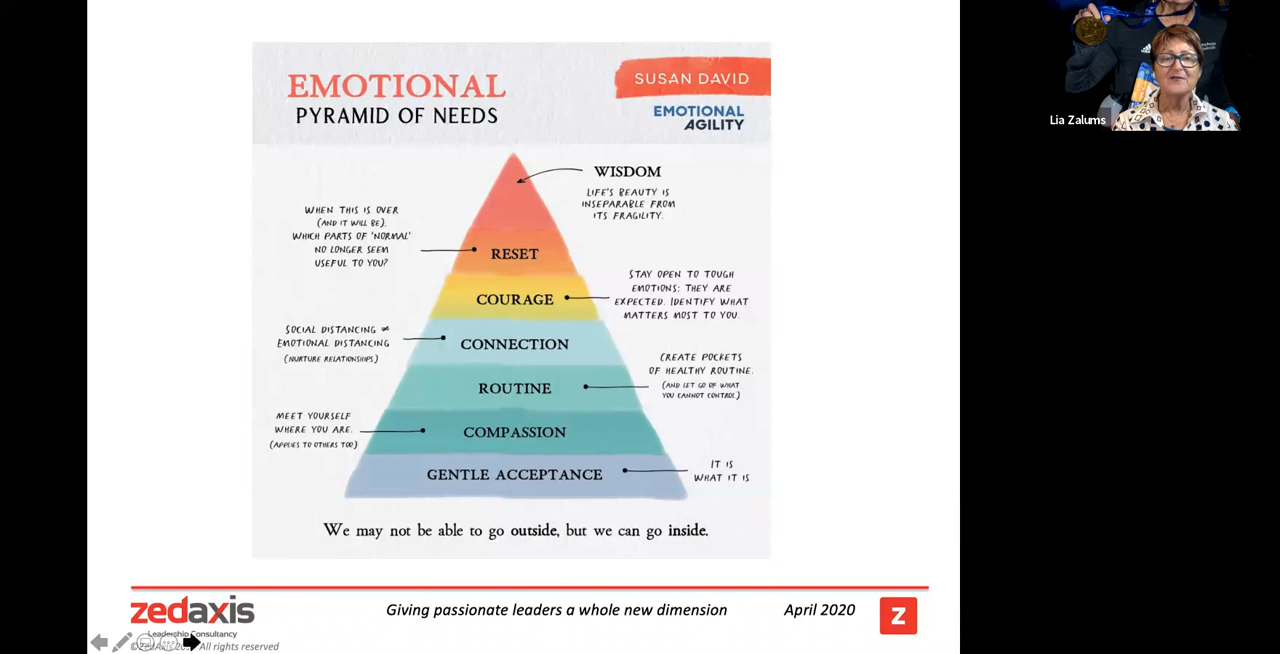 EMOTIONAL
PYRAMID OF NEEDS
SUSAN DAVID
EMOTIONAL
AGILITY
WISDOM
LIFE'S BEAUTY IS
INSEPARABLE FROM
ITS FRAGILITY.
WHEN THIS IS OVER
(AND IT WILL BE),
WHICH PARTS OF 'NORMAL'
NO LONGER SEEM
USEFUL TO YOU?
RESET
STAY OPEN TO TOUGH
EMOTIONS: THEY ARE
EXPECTED. IDENTIFY WHAT
MATTERS MOST TO YOU.
COURAGE
SOCIAL DISTANCING ≠
EMOTIONAL DISTANCING
(NURTURE RELATIONSHIPS)
CONNECTION
CREATE POCKETS
OF HEALTHY ROUTINE.
(AND LET GO OF WHAT
YOU CANNOT CONTROL)
ROUTINE
MEET YOURSELF
WHERE YOU ARE.
(APPLIES TO OTHERS TOO)
COMPASSION
GENTLE ACCEPTANCE
IT IS
WHAT IT IS
We may not be able to go outside, but we can go inside.
zedaxis
Leadership Consultancy
Giving passionate leaders a whole new dimension
April 2020
Z
©ZedAxis All rights reserved
Lia Zalums